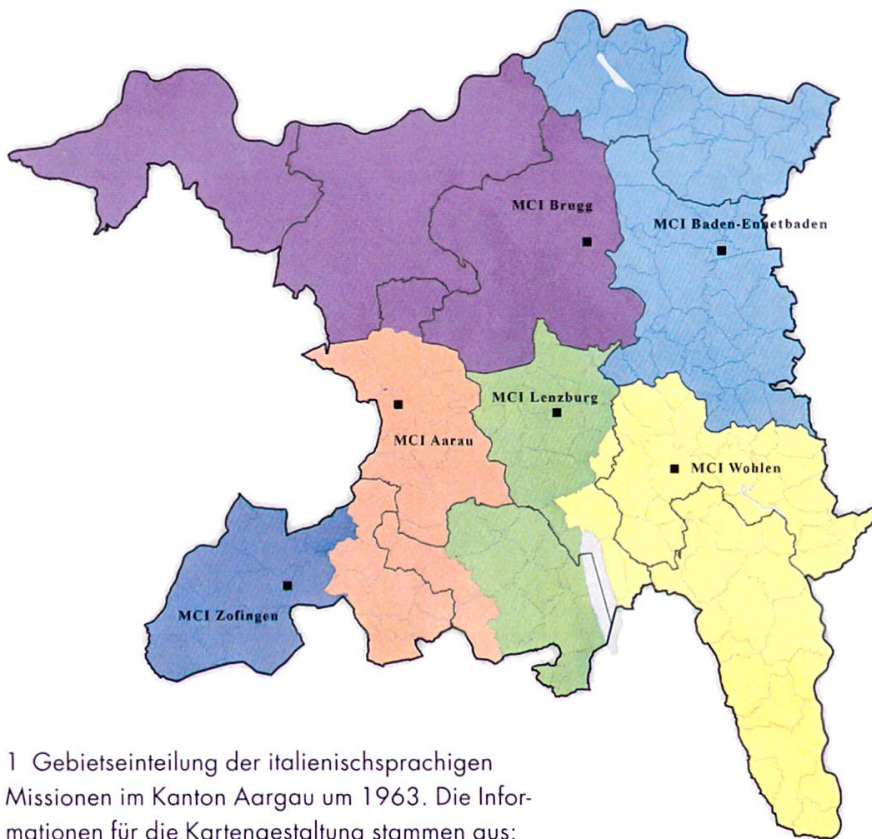 MCI Brugg
MCI Baden-Ennetbaden
MCI Lenzburg
MCI Aarau
MCI Wohlen
MCI Zofingen
1 Gebietseinteilung der italienischsprachigen
Missionen im Kanton Aargau um 1963. Die Infor-
mationen für die Kartengestaltung stammen aus: